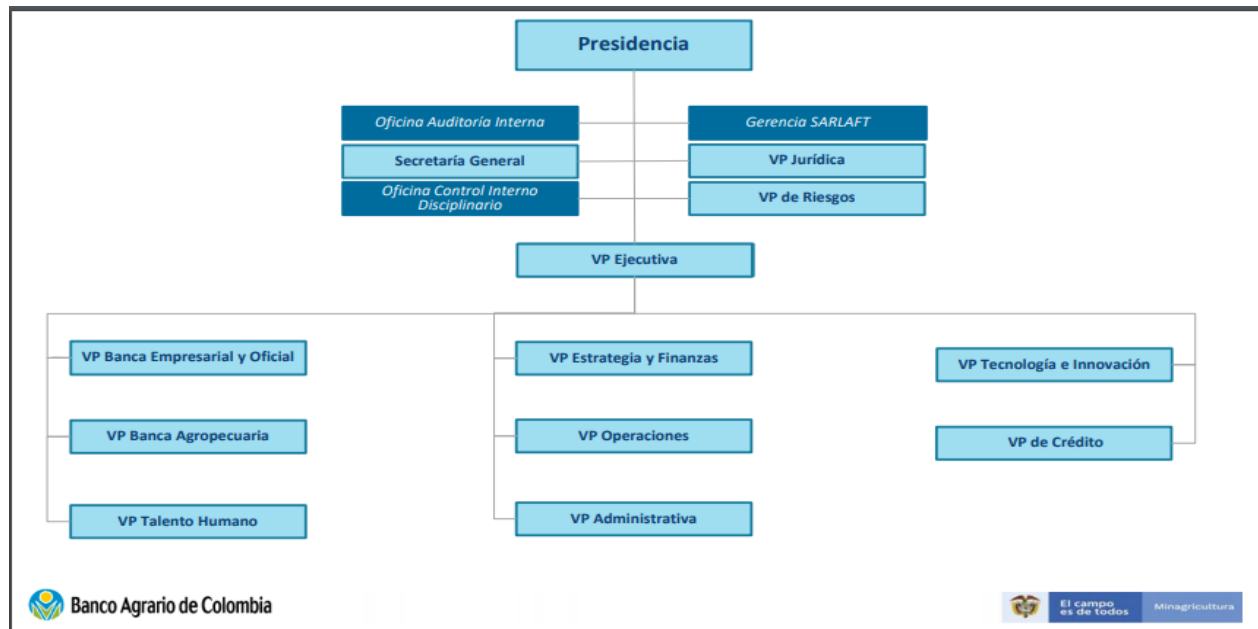 Presidencia
Oficina Auditoría Interna
Gerencia SARLAFT
Secretaría General
VP Jurídica
Oficina Control Interno
Disciplinario
VP de Riesgos
VP Ejecutiva
VP Banca Empresarial y Oficial
VP Estrategia y Finanzas
VP Tecnología e Innovación
VP Banca Agropecuaria
VP Operaciones
VP de Crédito
VP Talento Humano
VP Administrativa
Banco Agrario de Colombia
El campo
es de todos
Minagricultura